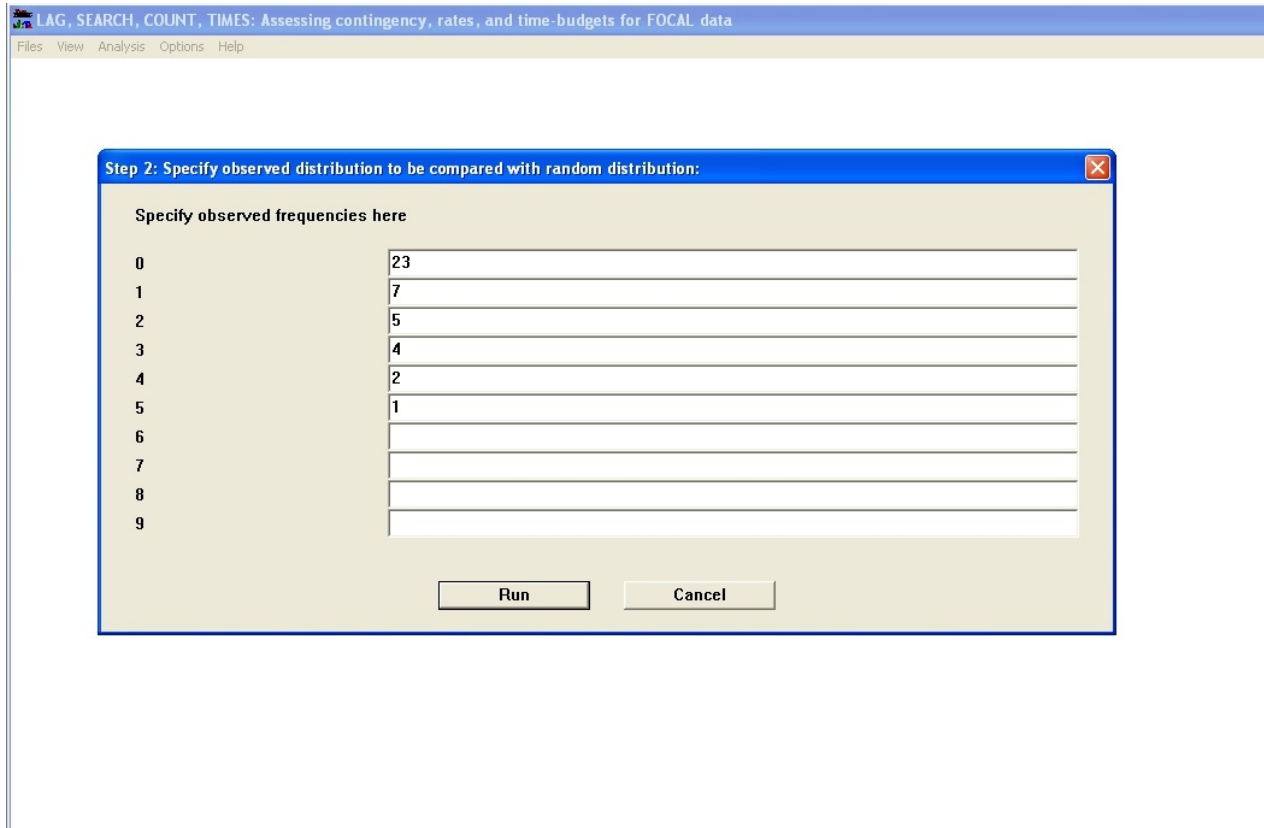 LAG, SEARCH, COUNT, TIMES: Assessing contingency, rates, and time-budgets for FOCAL data
Files View Analysis Options Help
Step 2: Specify observed distribution to be compared with random distribution:
Specify observed frequencies here
0 23
1 7
2 5
3 4
4 2
5 1
6
7
8
9
Run Cancel